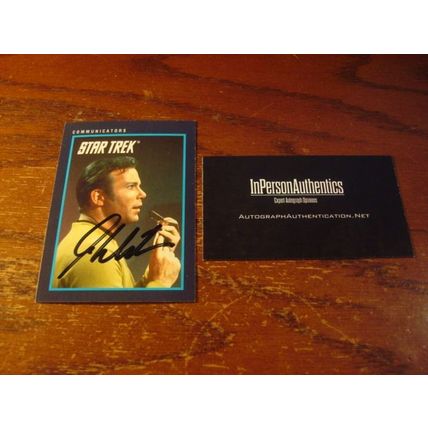 COMMUNICATORS
STAR TREK
InPersonAuthentics
Expert Autograph Opinions
AUTOGRAPHAUTHENTICATION.NET